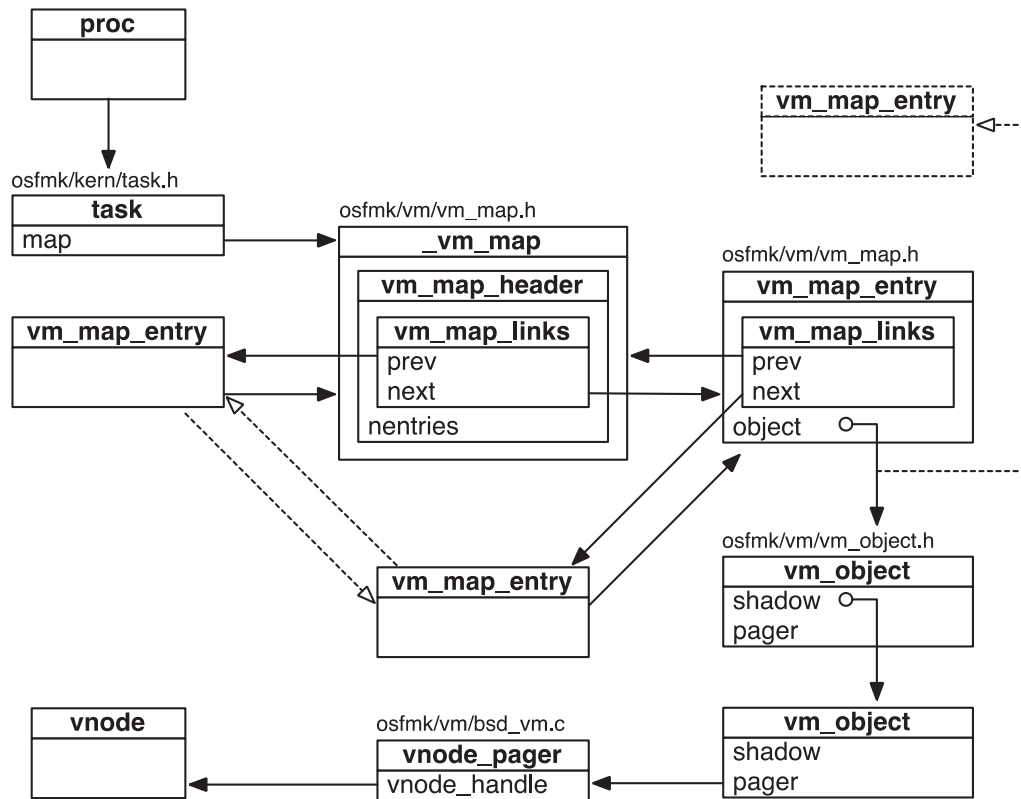 proc
vm_map_entry
osfmk/kern/task.h
task
map
osfmk/vm/vm_map.h
_vm_map
vm_map_header
vm_map_links
prev
next
nentries
osfmk/vm/vm_map.h
vm_map_entry
vm_map_links
prev
next
object
vm_map_entry
vm_map_entry
osfmk/vm/vm_object.h
vm_object
shadow
pager
vnode
osfmk/vm/bsd_vm.c
vnode_pager
vnode_handle
vm_object
shadow
pager